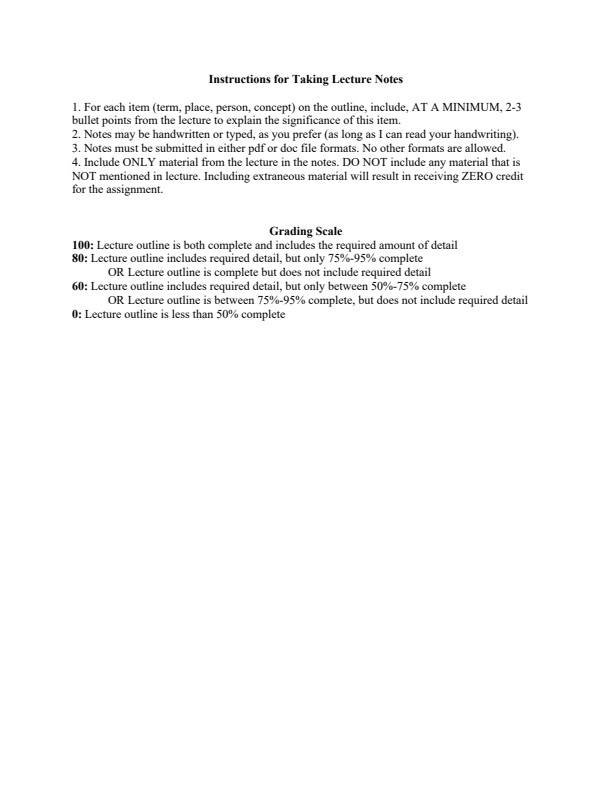 Instructions for Taking Lecture Notes
1. For each item (term, place, person, concept) on the outline, include, AT A MINIMUM, 2-3
bullet points from the lecture to explain the significance of this item.
2. Notes may be handwritten or typed, as you prefer (as long as I can read your handwriting).
3. Notes must be submitted in either pdf or doc file formats. No other formats are allowed.
4. Include ONLY material from the lecture in the notes. DO NOT include any material that is
NOT mentioned in lecture. Including extraneous material will result in receiving ZERO credit
for the assignment.
Grading Scale
100: Lecture outline is both complete and includes the required amount of detail
80: Lecture outline includes required detail, but only 75%-95% complete
OR Lecture outline is complete but does not include required detail
60: Lecture outline includes required detail, but only between 50%-75% complete
OR Lecture outline is between 75%-95% complete, but does not include required detail
0: Lecture outline is less than 50% complete